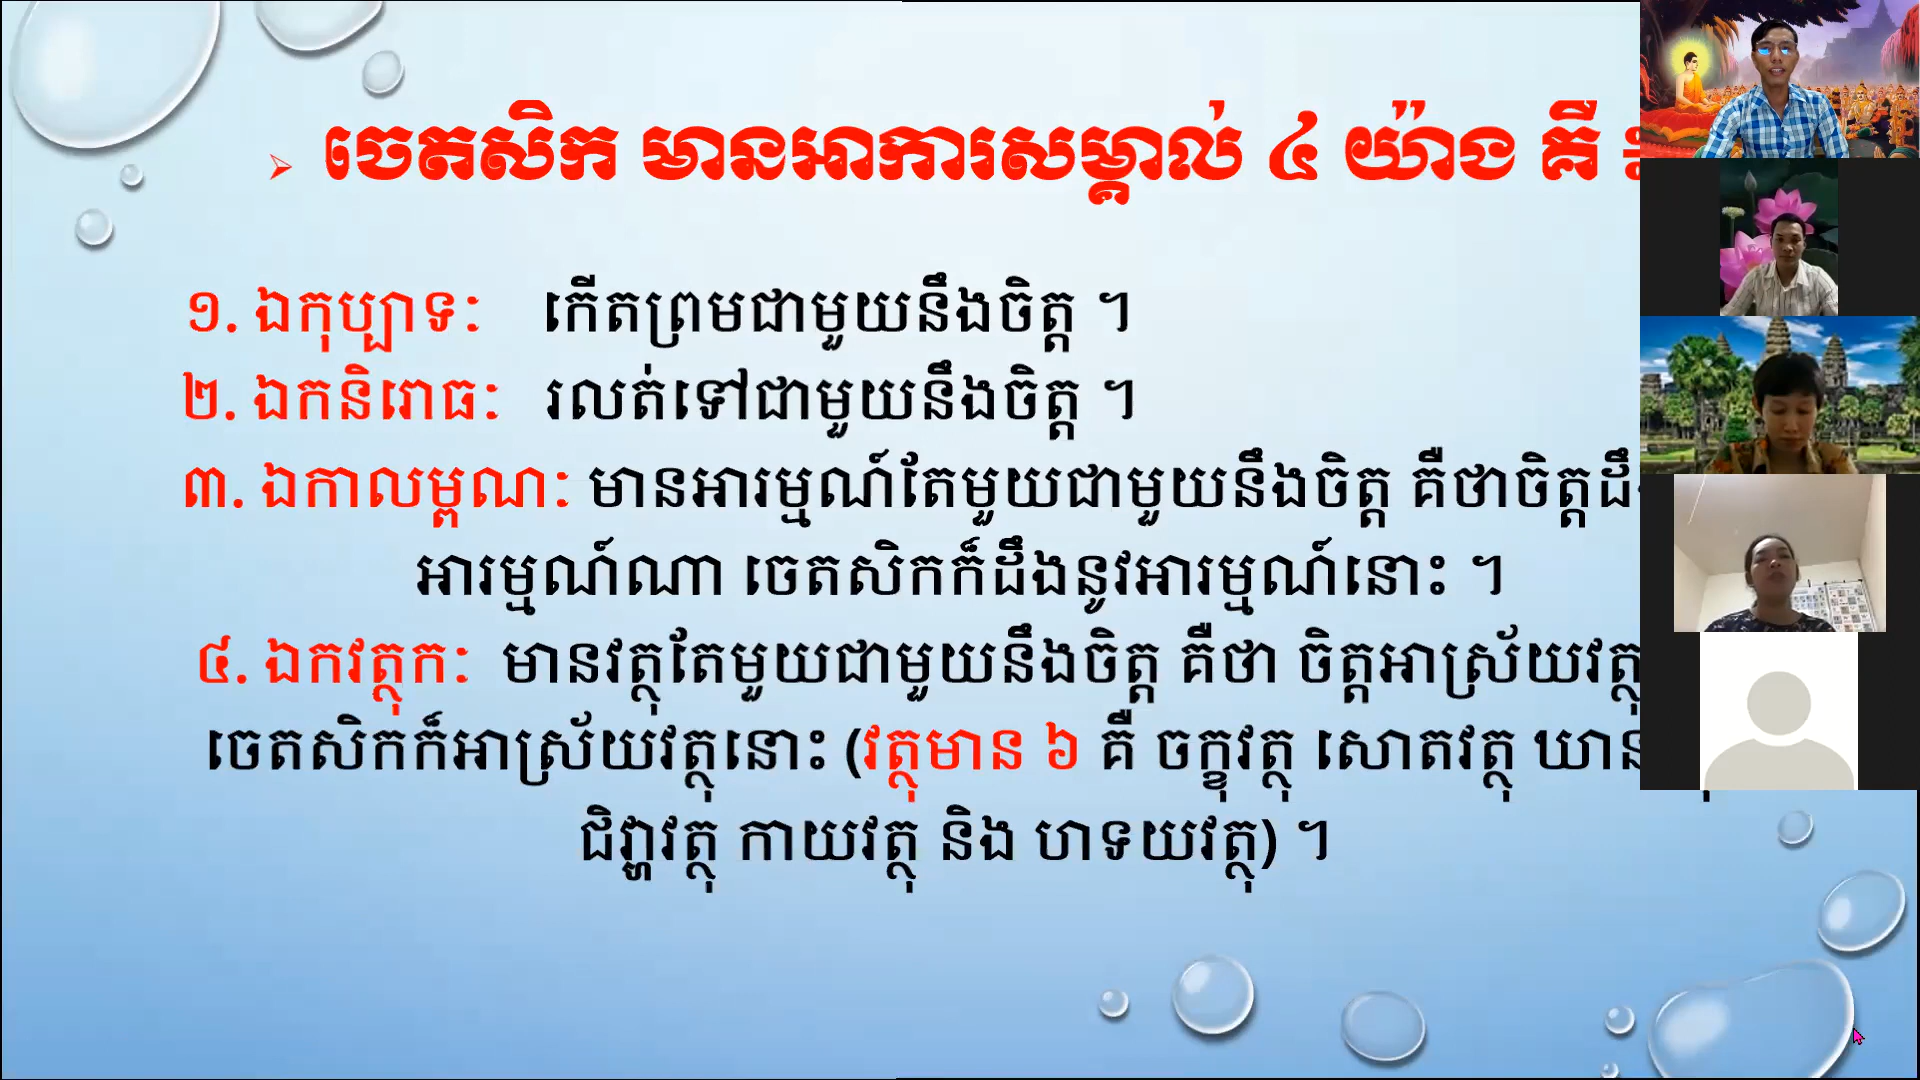 ចេតសិក មានអាការសម្គាល់ ៤ យ៉ាង គឺ
១. ឯកុប្បាទៈ កើតព្រមជាមួយនឹងចិត្ត ។
២. ឯកនិរោធៈ រលត់ទៅជាមួយនឹងចិត្ត ។
៣. ឯកាលម្ពណៈ មានអារម្មណ៍តែមួយជាមួយនឹងចិត្ត គឺថាចិត្តដឹ
អារម្មណ៍ណា ចេតសិកក៏ដឹងនូវអារម្មណ៍នោះ ។
៤. ឯកវត្ថុកៈ មានវត្ថុតែមួយជាមួយនឹងចិត្ត គឺថា ចិត្តអាស្រ័យវត្ថុ
ចេតសិកក៏អាស្រ័យវត្ថុនោះ (វត្ថុមាន ៦ គឺ ចក្ខុវត្ថុ សោតវត្ថុ ឃាន
ជិវ្ហាវត្ថុ កាយវត្ថុ និង ហទយវត្ថុ) ។